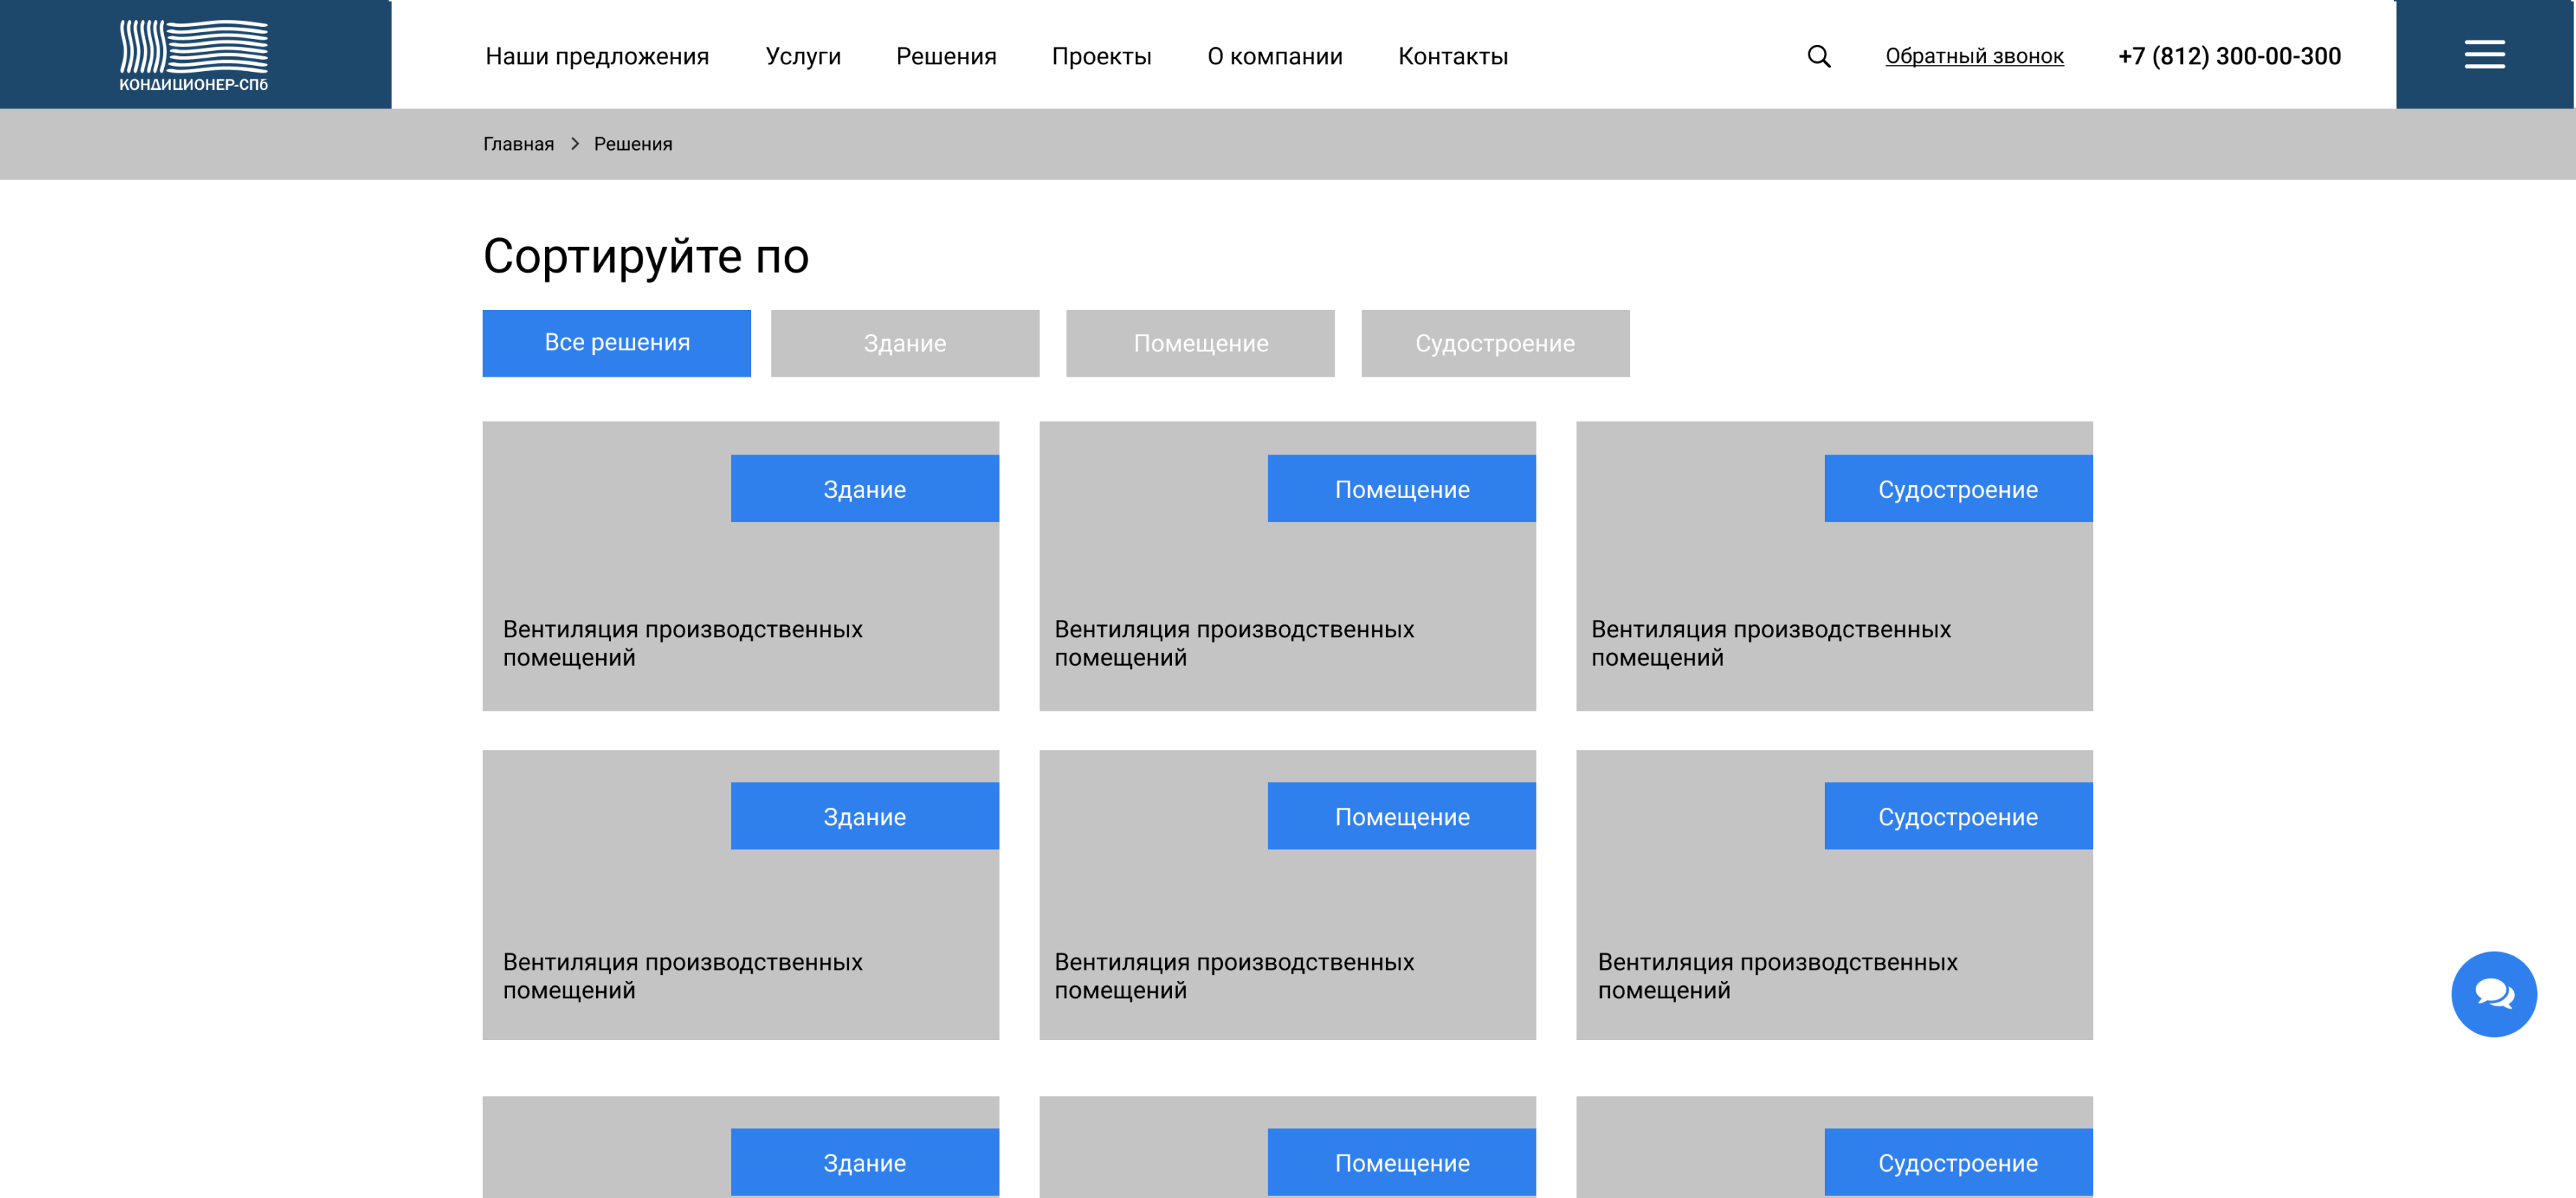 КОНДИЦИОНЕР-СПб
Наши предложения
Услуги
Решения
Проекты
О компании
Контакты
Обратный звонок
+7 (812) 300-00-300
Главная
Решения
Сортируйте по
Все решения
Здание
Помещение
Судостроение
Здание
Вентиляция производственных
помещений
Помещение
Вентиляция производственных
помещений
Судостроение
Вентиляция производственных
помещений
Здание
Вентиляция производственных
помещений
Помещение
Вентиляция производственных
помещений
Судостроение
Вентиляция производственных
помещений
Здание
Помещение
Судостроение